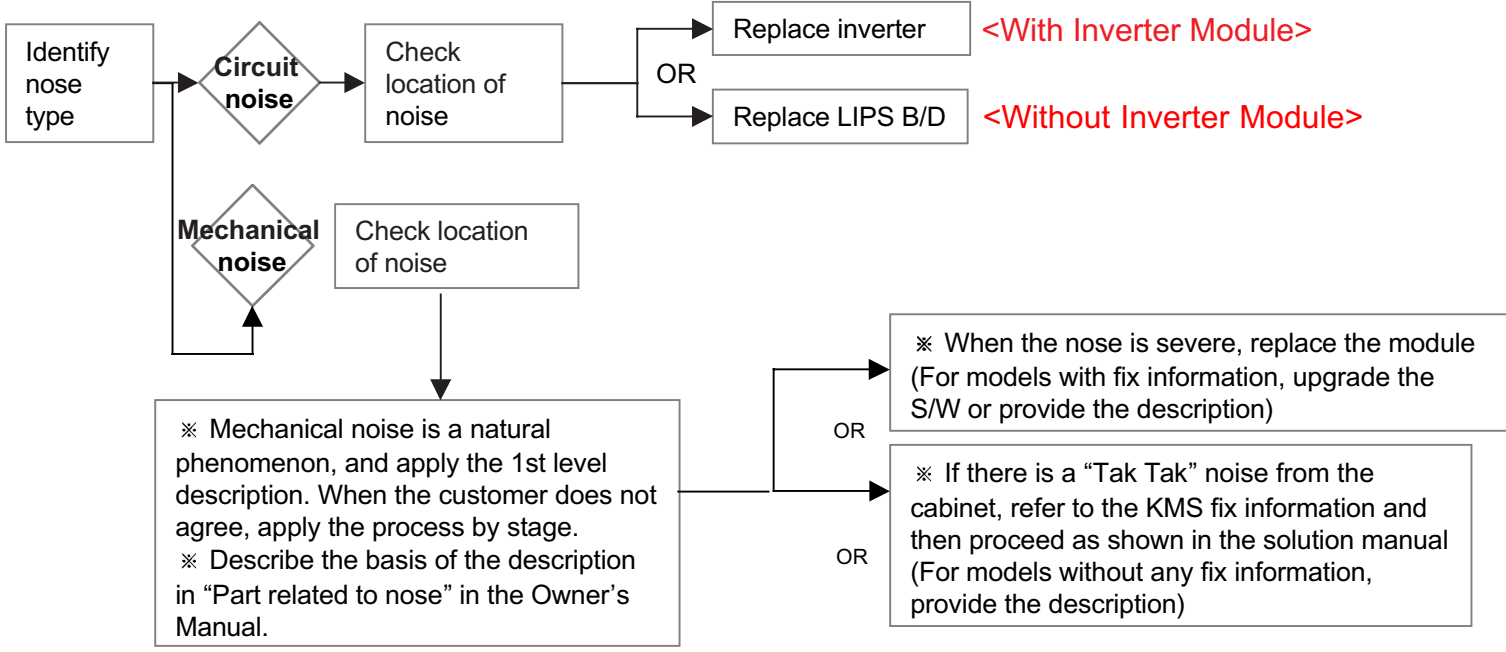 Identify
nose
type
Circuit
noise
Check
location of
noise
Replace inverter
<With Inverter Module>
OR
Replace LIPS B/D
<Without Inverter Module>
Mechanical
noise
Check location
of noise
※ Mechanical noise is a natural
phenomenon, and apply the 1st level
description. When the customer does not
agree, apply the process by stage.
※ Describe the basis of the description
in “Part related to nose” in the Owner’s
Manual.
OR
OR
※ When the nose is severe, replace the module
(For models with fix information, upgrade the
S/W or provide the description)
※ If there is a “Tak Tak” noise from the
cabinet, refer to the KMS fix information and
then proceed as shown in the solution manual
(For models without any fix information,
provide the description)